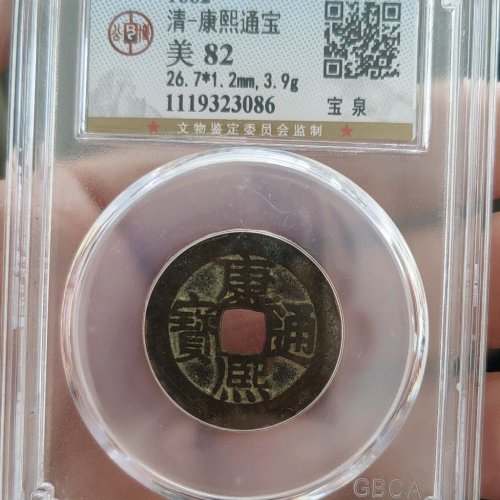 清-康熙通宝
美 82
26.7*1.2mm,3.9g
1119323086
宝泉
★ 文物鉴定委员会监制 ★
康熙通寶
GBCA